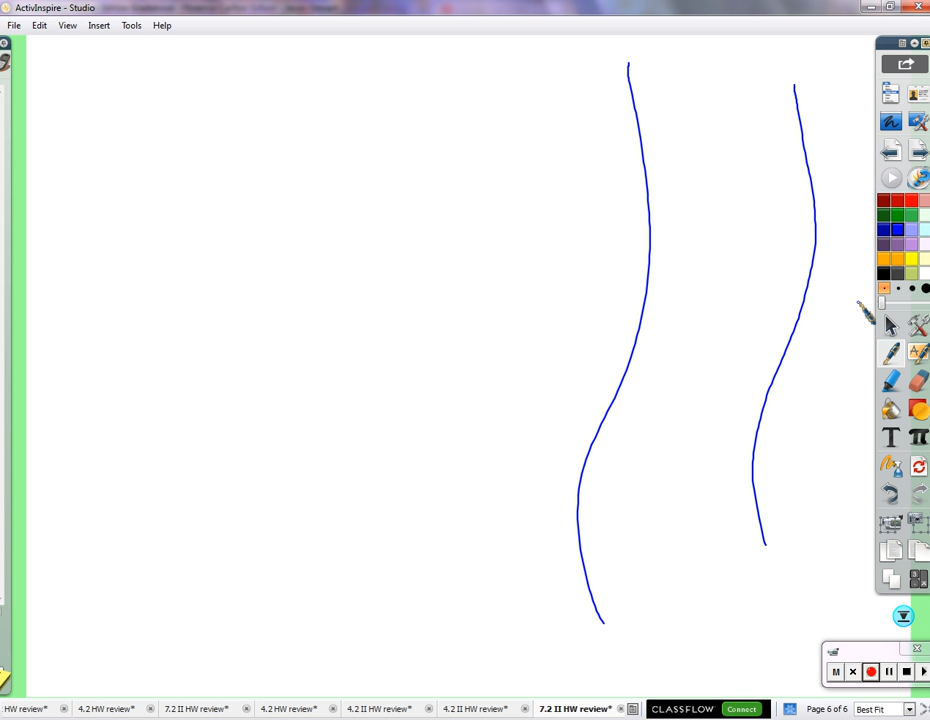 ActivInspire - Studio
File Edit View Insert Tools Help
A
T
M
HW review* 4.2 HW review* 7.2 II HW review* 4.2 HW review* 4.2 II HW review* 4.2 II HW review* 7.2 II HW review* CLASSFLOW Connect Page 6 of 6 Best Fit